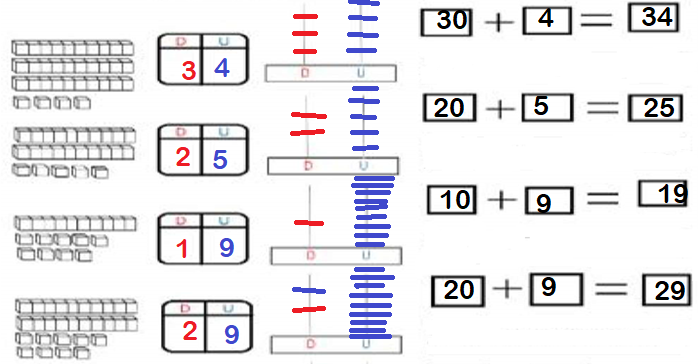 D U
3 4
D U
30 + 4 = 34
D U
2 5
D U
20 + 5 = 25
D U
1 9
D U
10 + 9 = 19
D U
2 9
D U
20 + 9 = 29